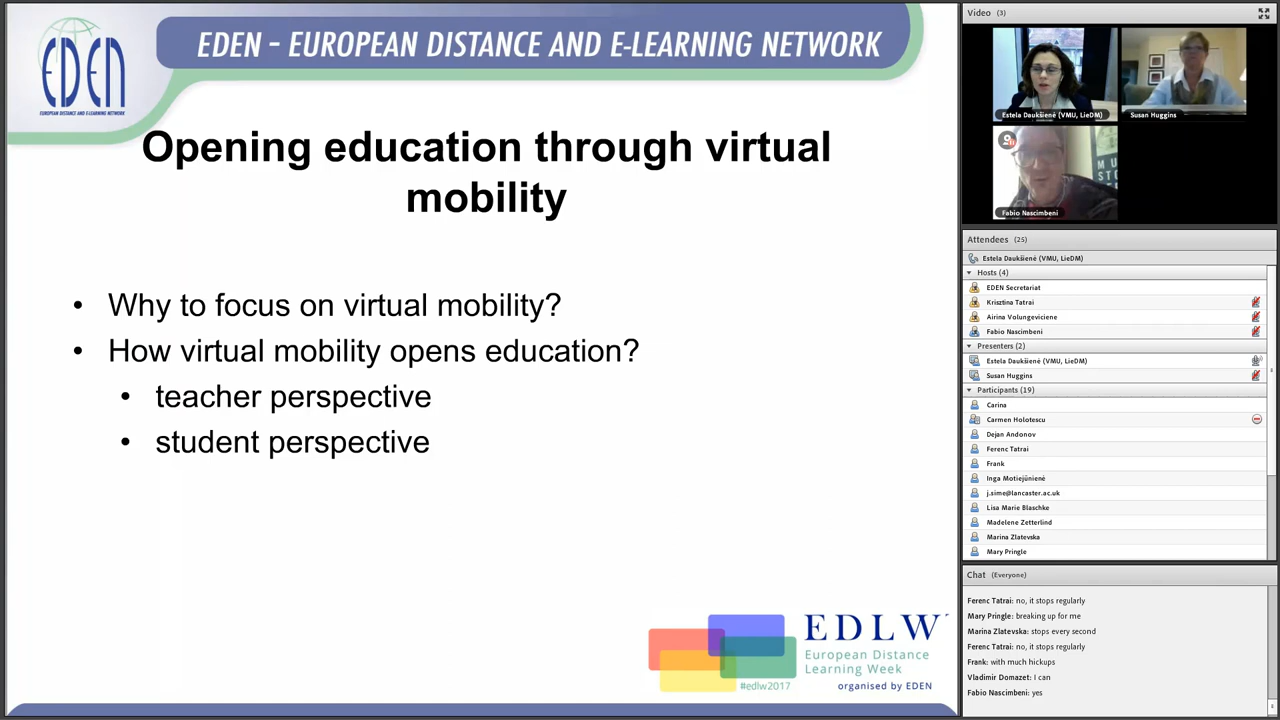 EDEN
EUROPEAN DISTANCE AND E-LEARNING NETWORK
EDEN – EUROPEAN DISTANCE AND E-LEARNING NETWORK
Opening education through virtual
mobility
• Why to focus on virtual mobility?
• How virtual mobility opens education?
• teacher perspective
• student perspective
EDLW
European Distance
Learning Week
#edlw2017
organised by EDEN
Video (3)
Estela Daukšienė (VMU, LieDM)
Susan Huggins
Fabio Nascimbeni
Attendees (25)
Estela Daukšienė (VMU, LieDM)
Hosts (4)
EDEN Secretariat
Krisztina Tatrai
Airina Volungeviciene
Fabio Nascimbeni
Presenters (2)
Estela Daukšienė (VMU, LieDM)
Susan Huggins
Participants (19)
Carina
Carmen Holotescu
Dejan Andonov
Ferenc Tatrai
Frank
Inga Motiejūnienė
j.sime@lancaster.ac.uk
Lisa Marie Blaschke
Madelene Zetterlind
Marina Zlatevska
Mary Pringle
Chat (Everyone)
Ferenc Tatrai: no, it stops regularly
Mary Pringle: breaking up for me
Marina Zlatevska: stops every second
Ferenc Tatrai: no, it stops regularly
Frank: with much hickups
Vladimir Domazet: I can
Fabio Nascimbeni: yes